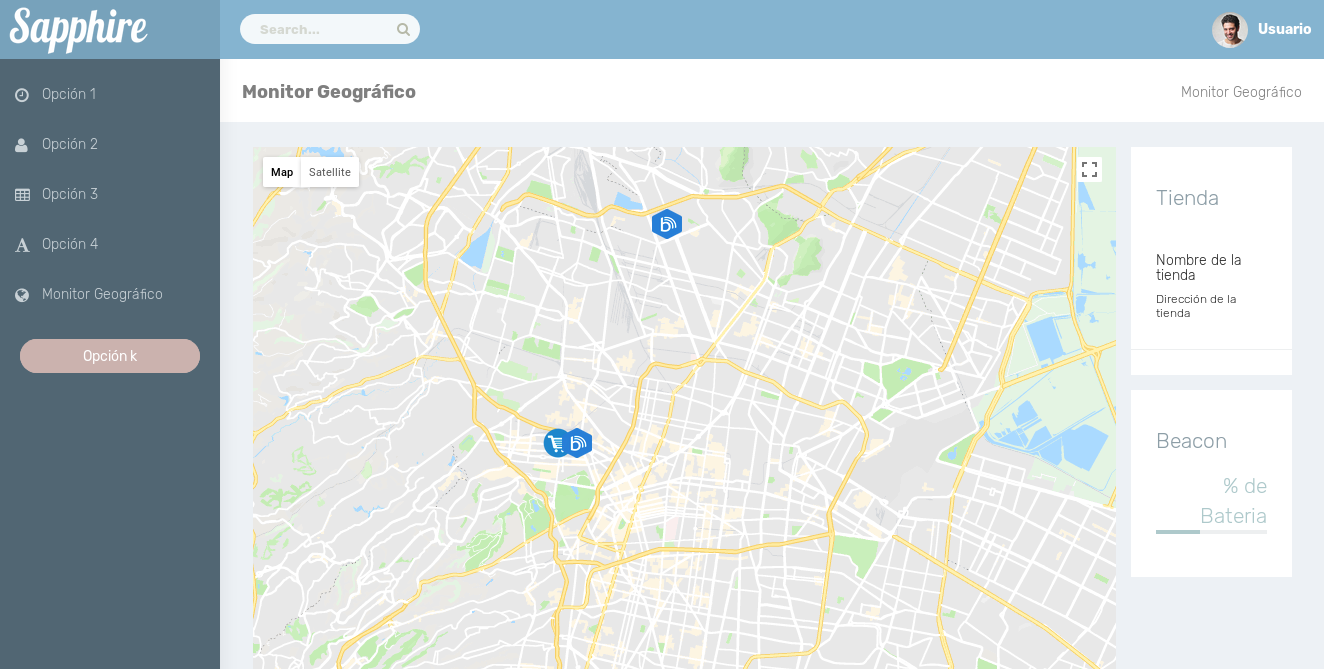 Sapphire
Search...
Usuario
Opción 1
Opción 2
Opción 3
Opción 4
Monitor Geográfico
Opción k
Monitor Geográfico
Monitor Geográfico
Map
Satellite
Tienda
Nombre de la
tienda
Dirección de la
tienda
Beacon
% de
Bateria